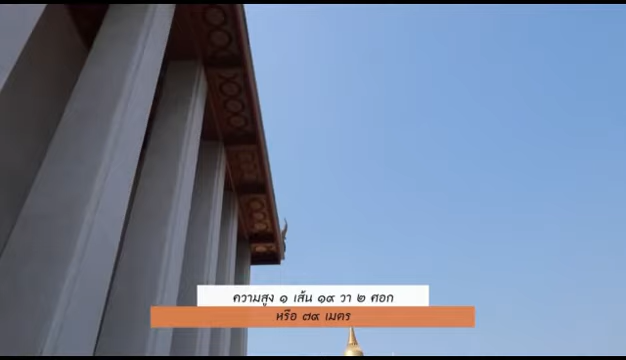 ความสูง ๑ เส้น ๑๙ วา ๒ ศอก
หรือ ๗๙ เมตร